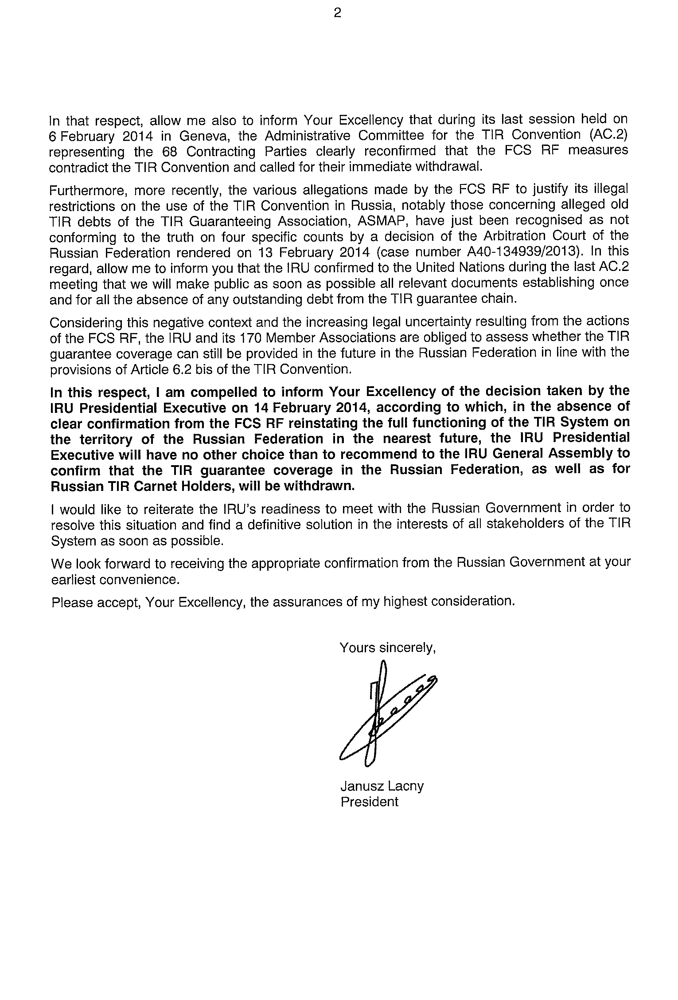 2
In that respect, allow me also to inform Your Excellency that during its last session held on
6 February 2014 in Geneva, the Administrative Committee for the TIR Convention (AC.2)
representing the 68 Contracting Parties clearly reconfirmed that the FCS RF measures
contradict the TIR Convention and called for their immediate withdrawal.
Furthermore, more recently, the various allegations made by the FCS RF to justify its illegal
restrictions on the use of the TIR Convention in Russia, notably those concerning alleged old
TIR debts of the TIR Guaranteeing Association, ASMAP, have just been recognised as not
conforming to the truth on four specific counts by a decision of the Arbitration Court of the
Russian Federation rendered on 13 February 2014 (case number A40-134939/2013). In this
regard, allow me to inform you that the IRU confirmed to the United Nations during the last AC.2
meeting that we will make public as soon as possible all relevant documents establishing once
and for all the absence of any outstanding debt from the TIR guarantee chain.
Considering this negative context and the increasing legal uncertainty resulting from the actions
of the FCS RF, the IRU and its 170 Member Associations are obliged to assess whether the TIR
guarantee coverage can still be provided in the future in the Russian Federation in line with the
provisions of Article 6.2 bis of the TIR Convention.
In this respect, I am compelled to inform Your Excellency of the decision taken by the
IRU Presidential Executive on 14 February 2014, according to which, in the absence of
clear confirmation from the FCS RF reinstating the full functioning of the TIR System on
the territory of the Russian Federation in the nearest future, the IRU Presidential
Executive will have no other choice than to recommend to the IRU General Assembly to
confirm that the TIR guarantee coverage in the Russian Federation, as well as for
Russian TIR Carnet Holders, will be withdrawn.
I would like to reiterate the IRU's readiness to meet with the Russian Government in order to
resolve this situation and find a definitive solution in the interests of all stakeholders of the TIR
System as soon as possible.
We look forward to receiving the appropriate confirmation from the Russian Government at your
earliest convenience.
Please accept, Your Excellency, the assurances of my highest consideration.
Yours sincerely,
Janusz Lacny
President